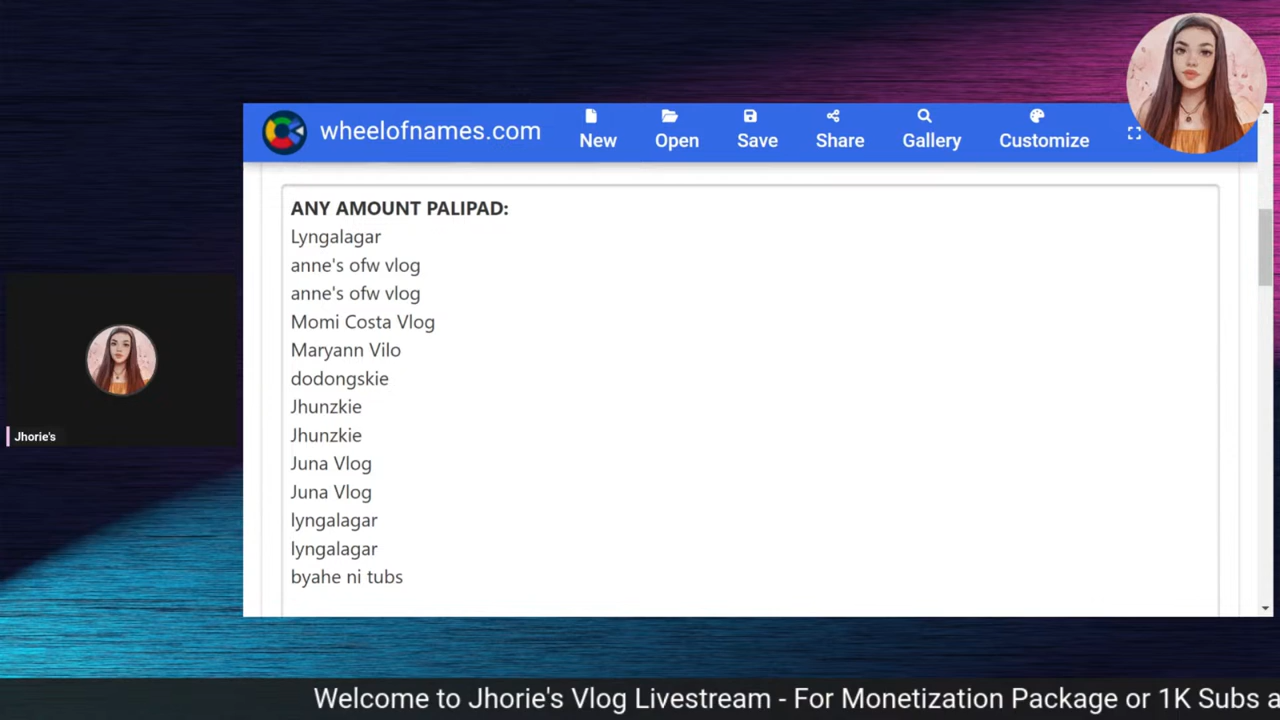 wheelofnames.com
New
Open
Save
Share
Gallery
Customize
ANY AMOUNT PALIPAD:
Lyngalagar
anne's ofw vlog
anne's ofw vlog
Momi Costa Vlog
Maryann Vilo
dodongskie
Jhunzkie
Jhunzkie
Juna Vlog
Juna Vlog
lyngalagar
lyngalagar
byahe ni tubs
Jhorie's
Welcome to Jhorie's Vlog Livestream - For Monetization Package or 1K Subs a